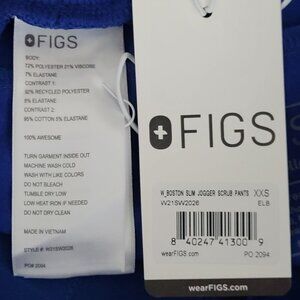 FIGS
BODY:
72% POLYESTER 21% VISCOSE
7% ELASTANE
CONTRAST 1:
92% RECYCLED POLYESTER
8% ELASTANE
CONTRAST 2:
95% COTTON 5% ELASTANE
100% AWESOME
TURN GARMENT INSIDE OUT
MACHINE WASH COLD
WASH WITH LIKE COLORS
DO NOT BLEACH
TUMBLE DRY LOW
LOW HEAT IRON IF NEEDED
DO NOT DRY CLEAN
MADE IN VIETNAM
STYLE #: W21SW2026
PO# 2094
FIGS
W_BOSTON SLIM JOGGER SCRUB PANTS XXS
W21SW2026 ELB
8 40247 41300 9
wearFIGS.com PO 2094
wearFIGS.com